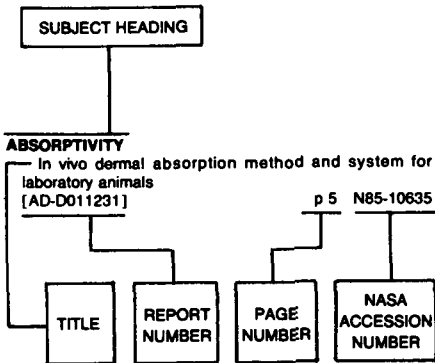 SUBJECT HEADING
ABSORPTIVITY
In vivo dermal absorption method and system for
laboratory animals
[AD-D011231] p 5 N85-10635
TITLE
REPORT
NUMBER
PAGE
NUMBER
NASA
ACCESSION
NUMBER